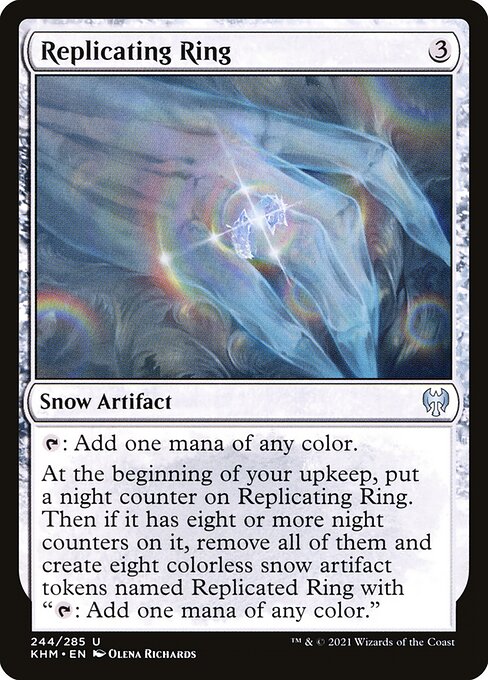 Replicating Ring 3
Snow Artifact
: Add one mana of any color.
At the beginning of your upkeep, put
a night counter on Replicating Ring.
Then if it has eight or more night
counters on it, remove all of them and
create eight colorless snow artifact
tokens named Replicated Ring with
“: Add one mana of any color.”
244/285 U
™ & © 2021 Wizards of the Coast
KHM • EN Olena Richards